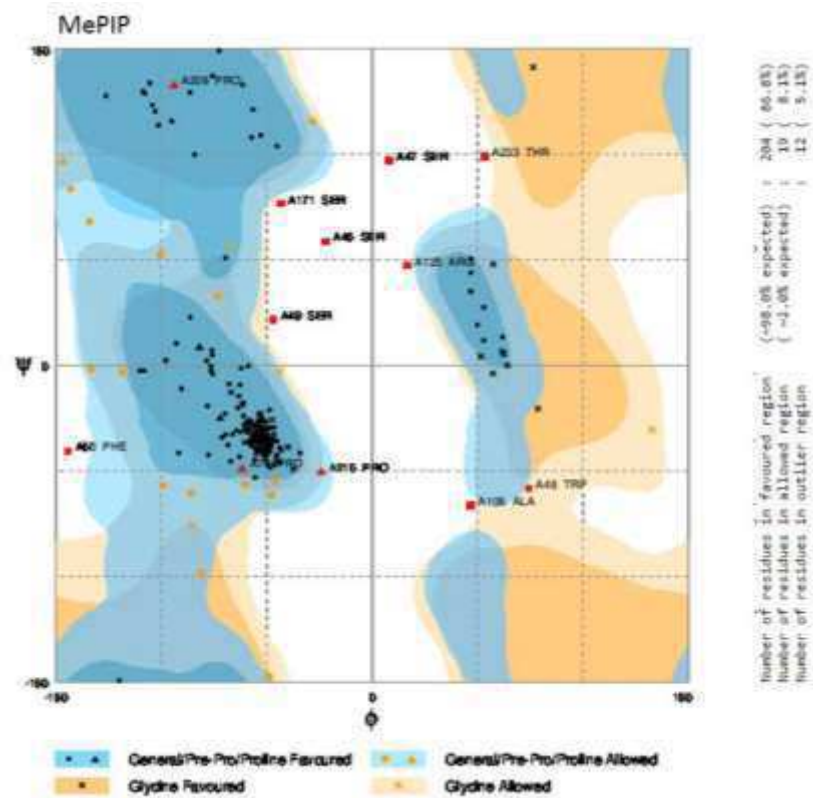 MePIP
180
A209 PRO
A47 SER
A203 THR
A171 SER
A46 SER
A125 ARG
A49 SER
Ψ
0
A50 PHE
A216 PRO
A48 TRP
A108 ALA
-180
-180
0
180
Φ
General/Pre-Pro/Proline Favoured
General/Pre-Pro/Proline Allowed
Glycine Favoured
Glycine Allowed
Number of residues in favoured region (~98.0% expected) : 204 ( 86.8%)
Number of residues in allowed region ( ~2.0% expected) : 19 ( 8.1%)
Number of residues in outlier region : 12 ( 5.1%)